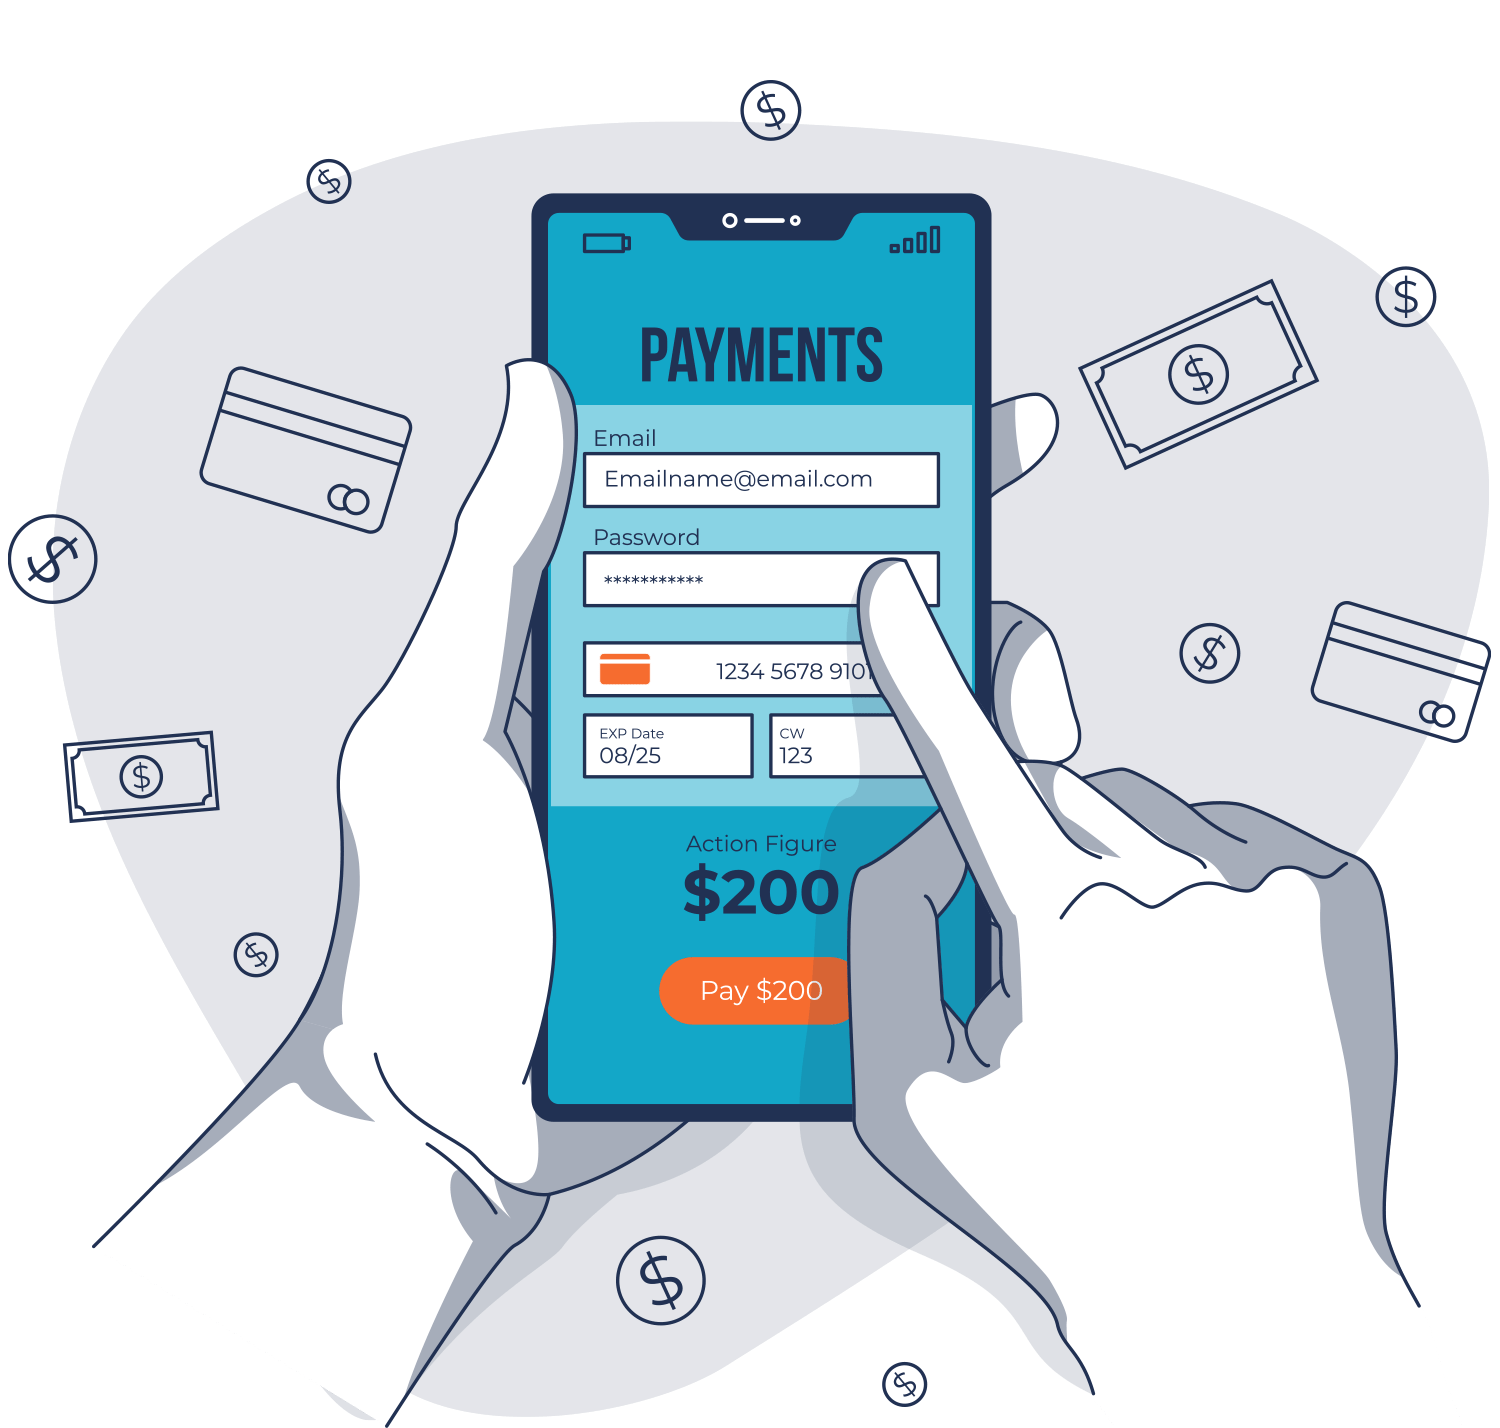 PAYMENTS
Email
Emailname@email.com
Password
***********
1234 5678 9101
EXP Date
08/25
CW
123
Action Figure
$200
Pay $200
$
$
$
$
$
$
$
$
$
$